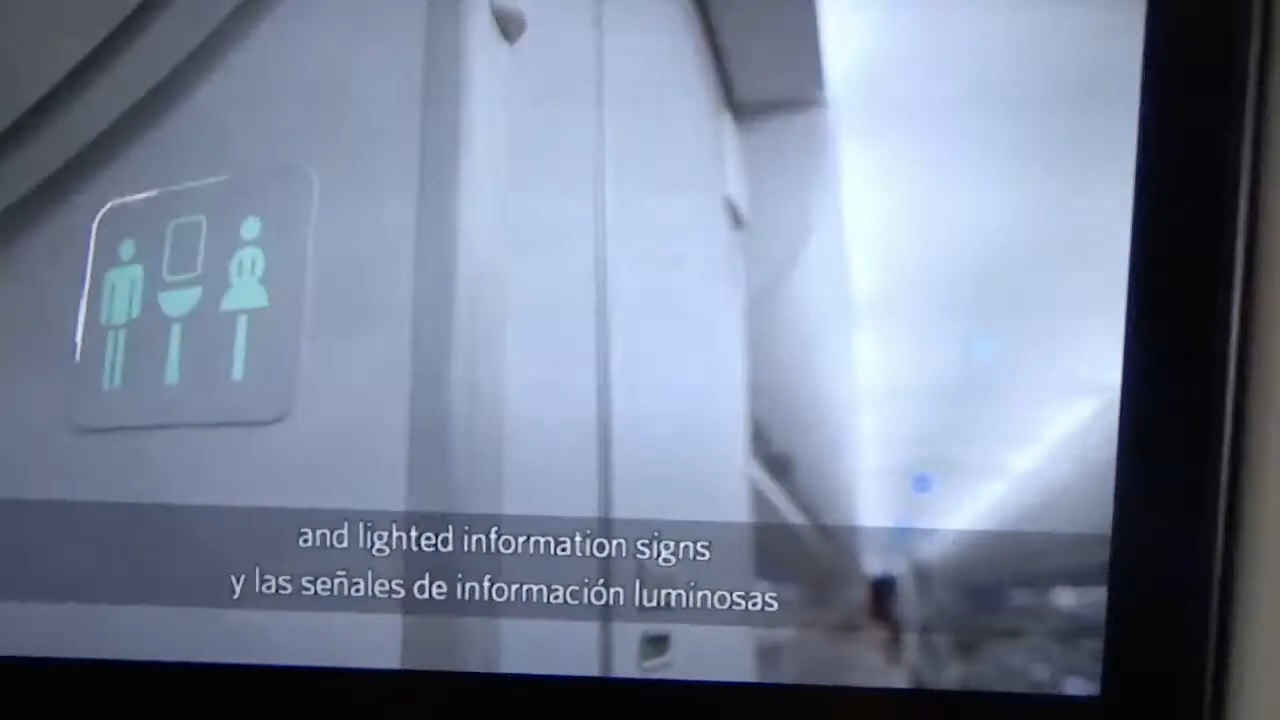 and lighted information signs
y las señales de información luminosas